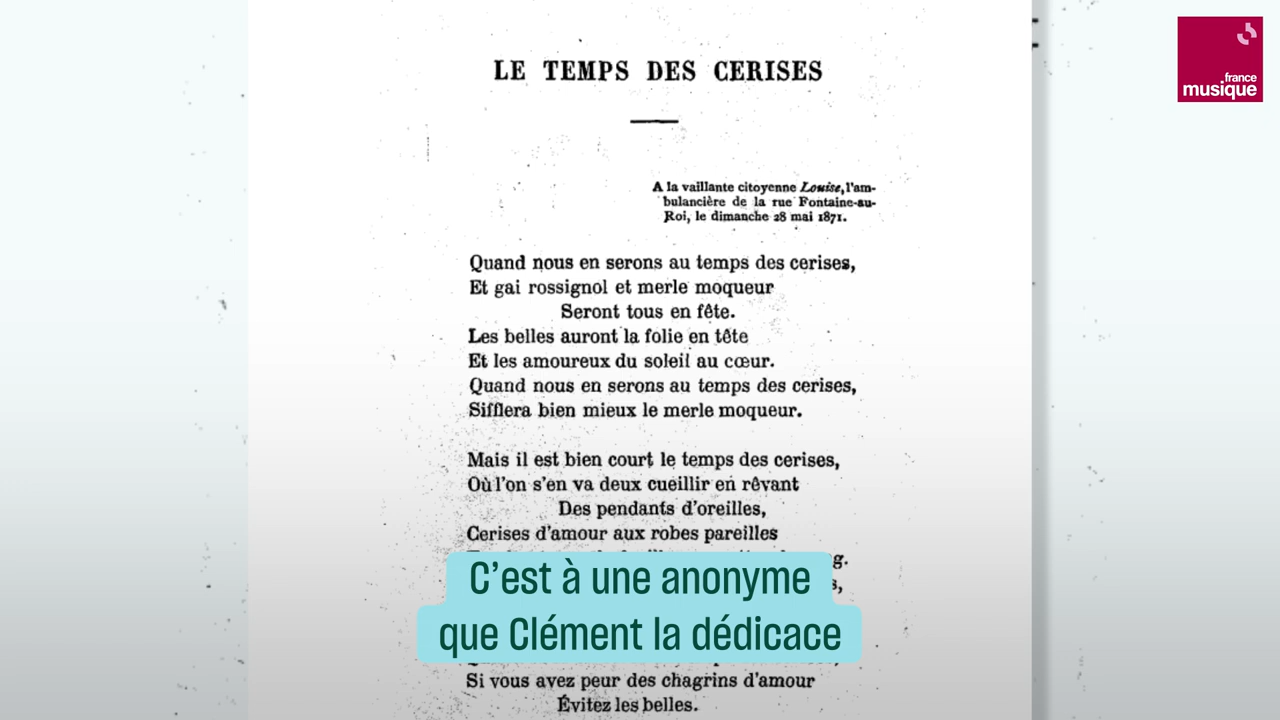 france
musique
LE TEMPS DES CERISES
A la vaillante citoyenne Louise, l'am-
bulancière de la rue Fontaine-au-
Roi, le dimanche 28 mai 1871.
Quand nous en serons au temps des cerises,
Et gai rossignol et merle moqueur
Seront tous en fête.
Les belles auront la folie en tête
Et les amoureux du soleil au cœur.
Quand nous en serons au temps des cerises,
Sifflera bien mieux le merle moqueur.
Mais il est bien court le temps des cerises,
Où l'on s'en va deux cueillir en rêvant
Des pendants d'oreilles,
Cerises d'amour aux robes pareilles
C'est à une anonyme
que Clément la dédicace
Si vous avez peur des chagrins d'amour
Évitez les belles.